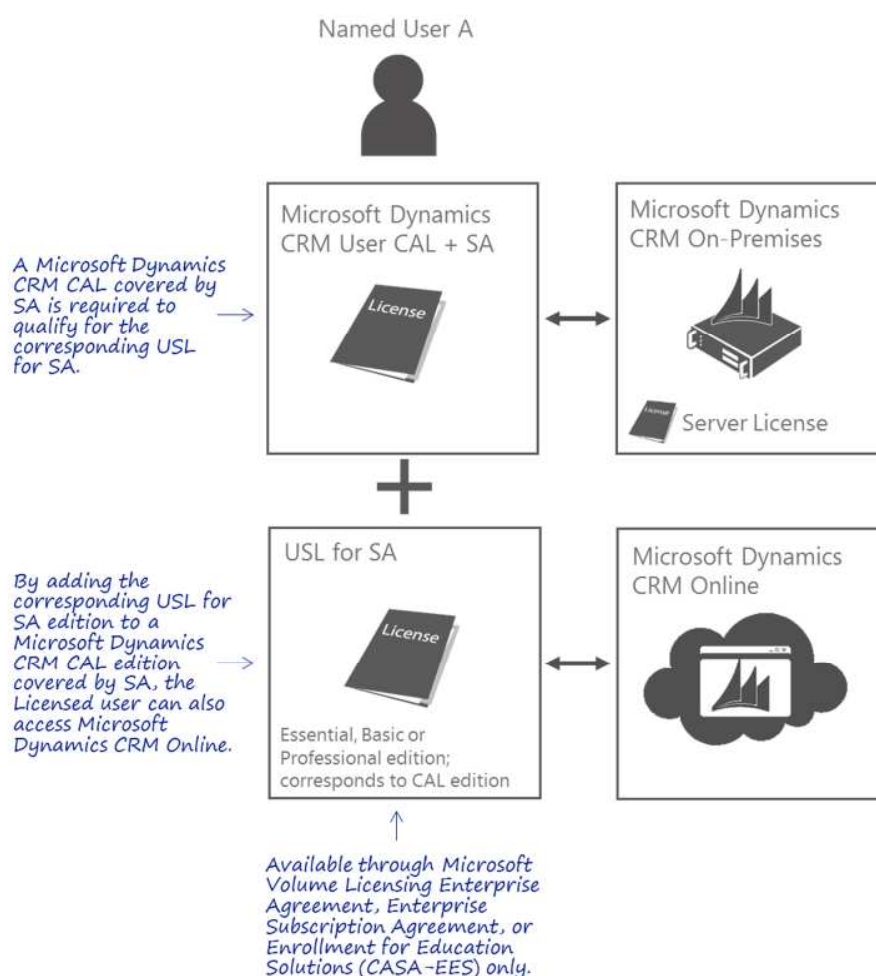 Named User A
Microsoft Dynamics
CRM User CAL + SA
License
Microsoft Dynamics
CRM On-Premises
License
Server License
A Microsoft Dynamics
CRM CAL covered by
SA is required to
qualify for the
corresponding USL
for SA.
USL for SA
License
Essential, Basic or
Professional edition;
corresponds to CAL edition
Microsoft Dynamics
CRM Online
By adding the
corresponding USL for
SA edition to a
Microsoft Dynamics
CRM CAL edition
covered by SA, the
Licensed user can also
access Microsoft
Dynamics CRM Online.
Available through Microsoft
Volume Licensing Enterprise
Agreement, Enterprise
Subscription Agreement, or
Enrollment for Education
Solutions (CASA-EES) only.